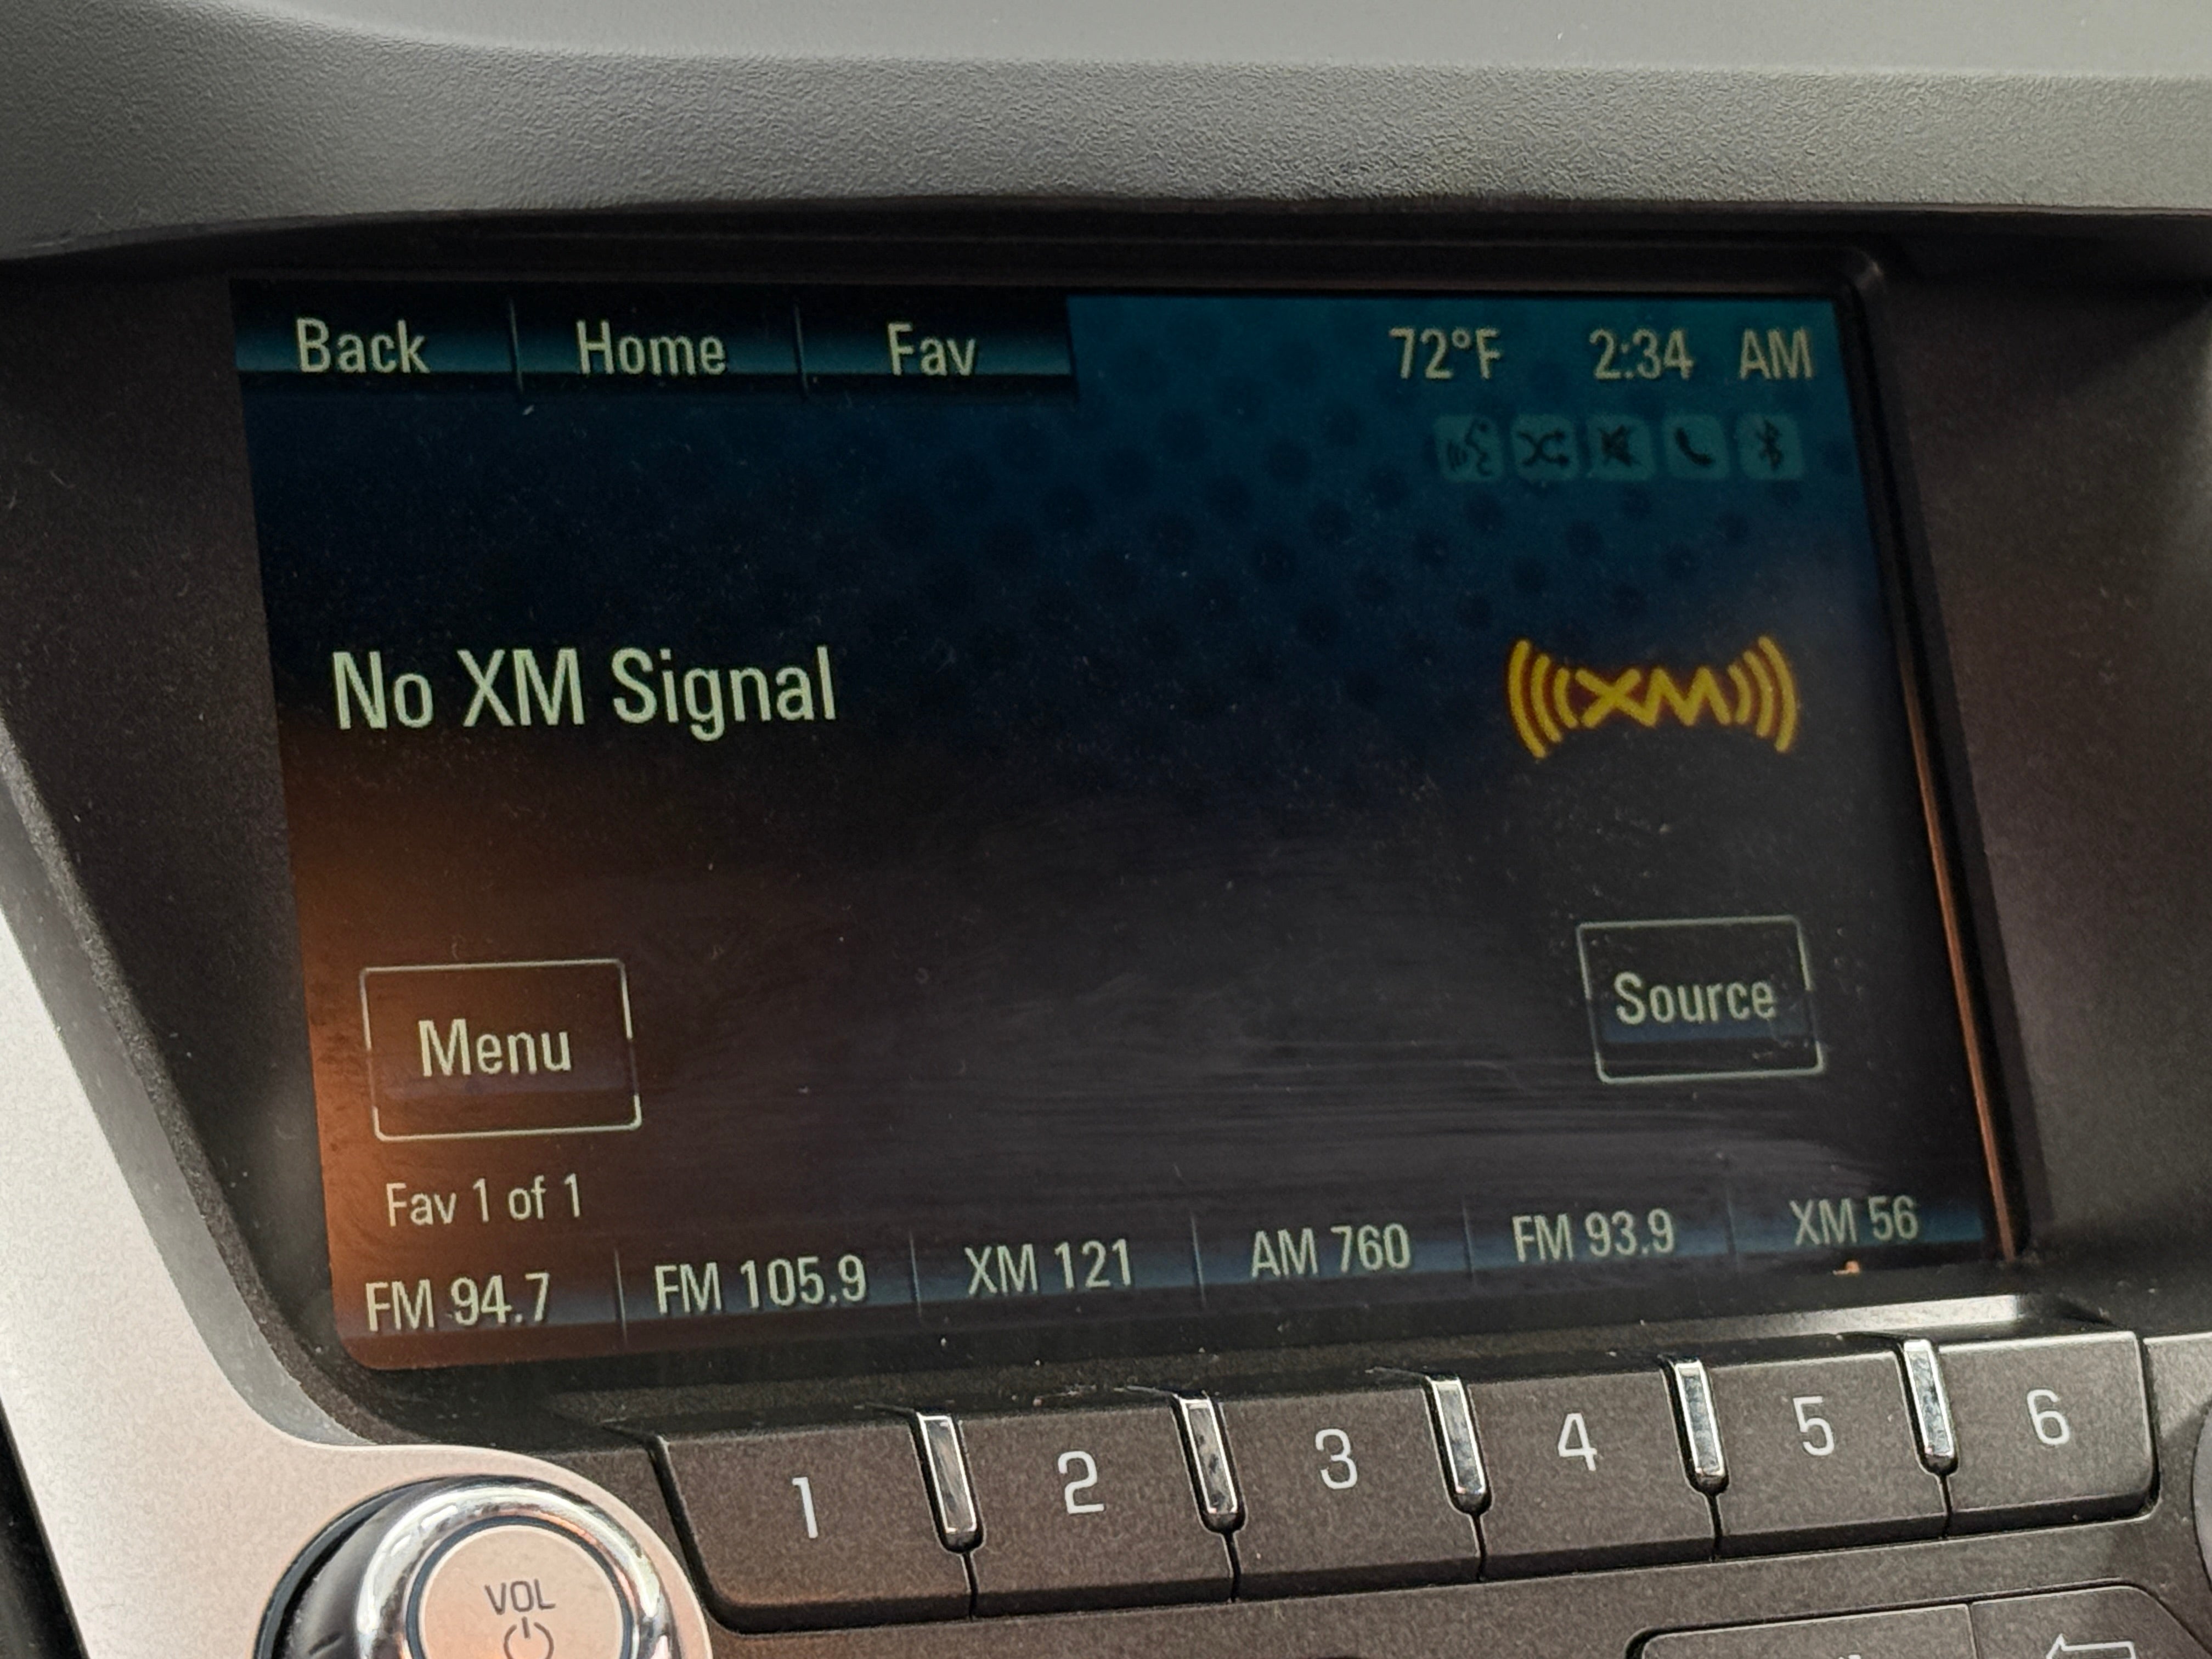 Back Home Fav 72°F 2:34 AM
No XM Signal
XM
Menu
Source
Fav 1 of 1
FM 94.7 FM 105.9 XM 121 AM 760 FM 93.9 XM 56
1 2 3 4 5 6
VOL